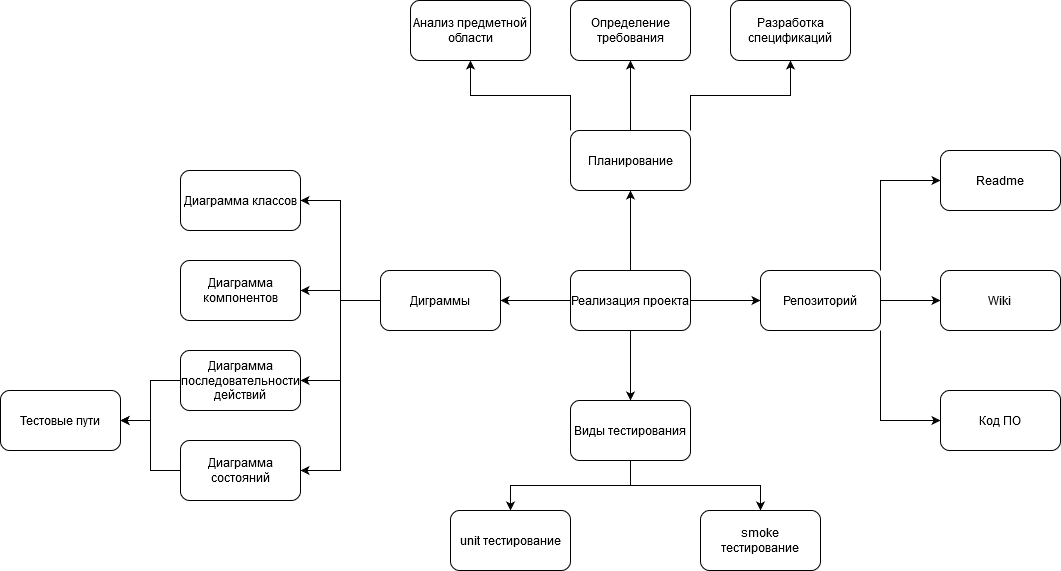 Анализ предметной
области
Определение
требования
Разработка
спецификаций
Планирование
Readme
Диаграмма классов
Диаграмма
компонентов
Диграммы
Реализация проекта
Репозиторий
Wiki
Диаграмма
последовательности
действий
Тестовые пути
Виды тестирования
Код ПО
Диаграмма
состояний
unit тестирование
smoke
тестирование